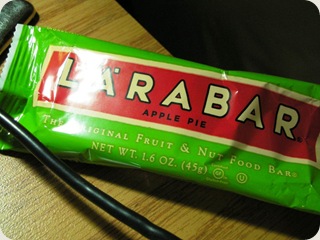 LÄRABAR®
APPLE PIE
THE ORIGINAL FRUIT & NUT FOOD BAR®
NET WT. 1.6 OZ. (45g) U